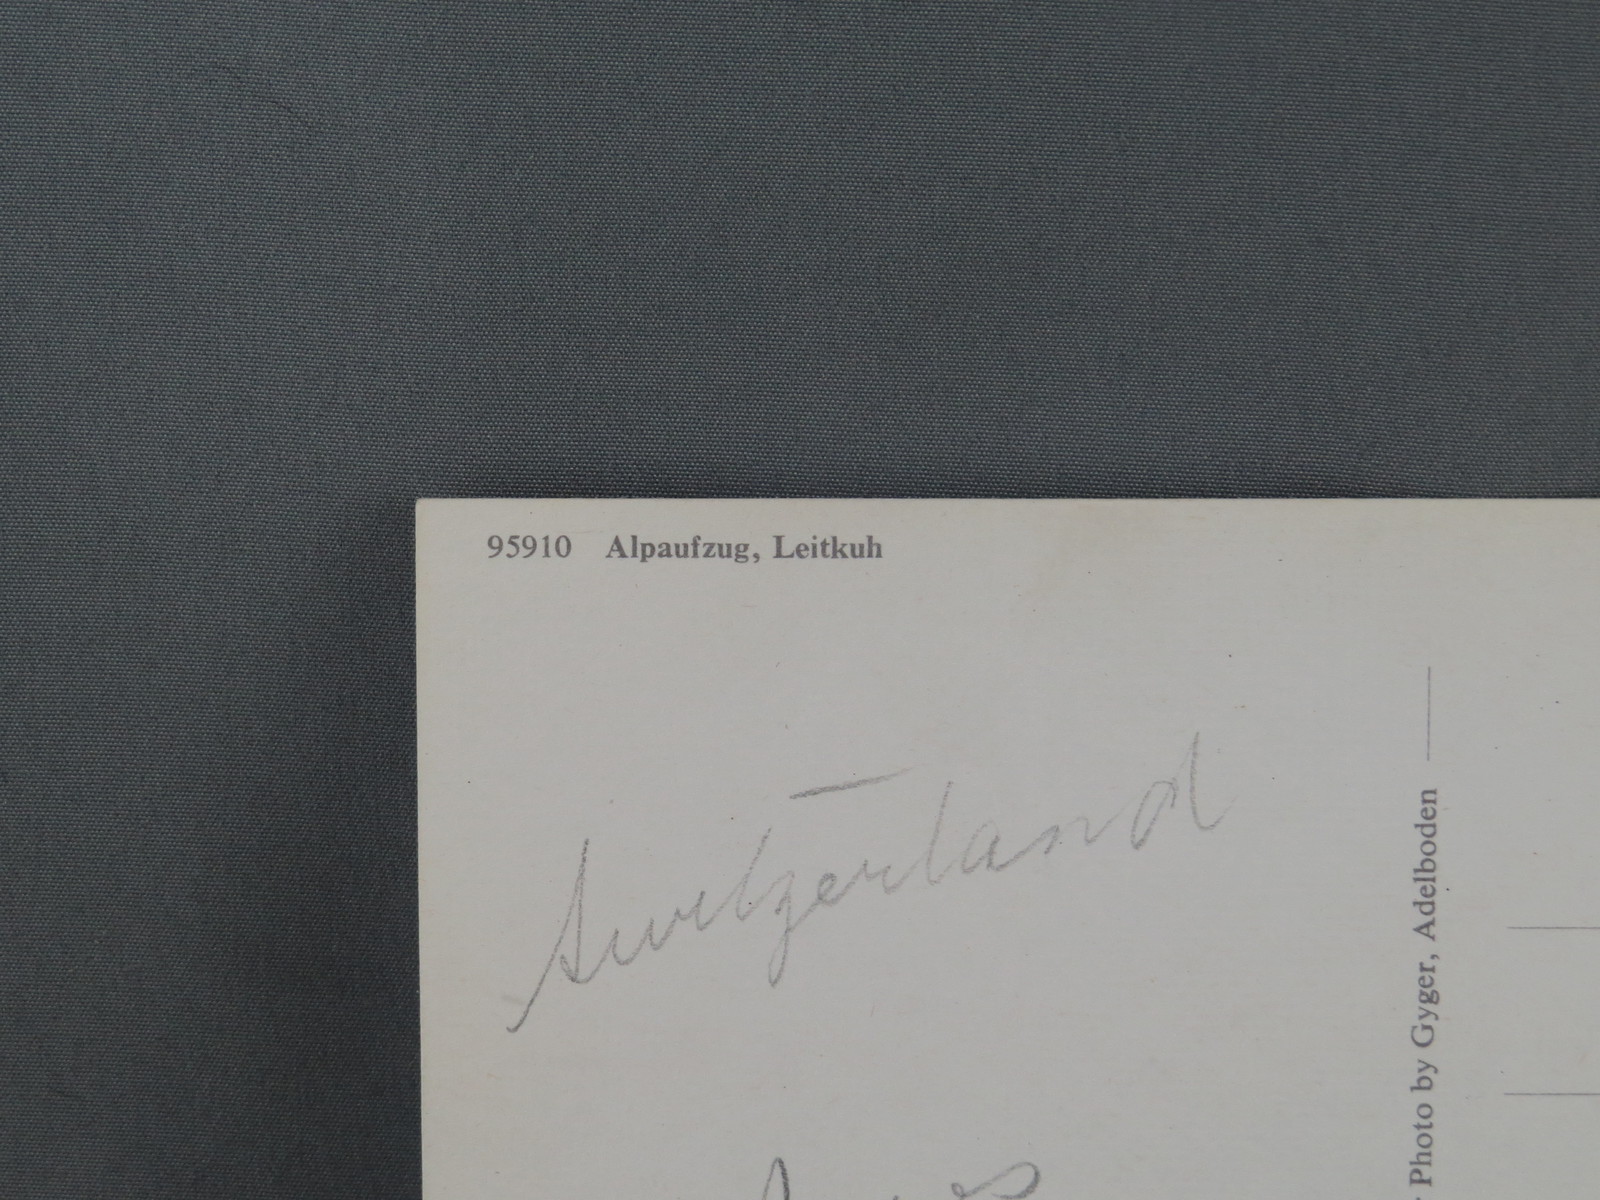 95910 Alpaufzug, Leitkuh
Switzerland
Photo by Gyger, Adelboden